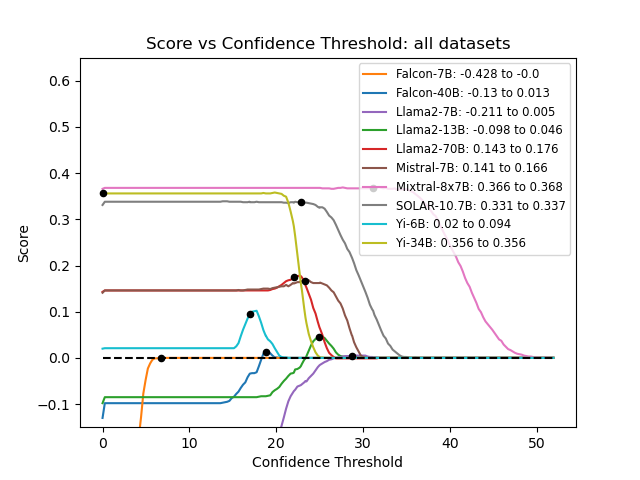 Score vs Confidence Threshold: all datasets
Score
0.6
0.5
0.4
0.3
0.2
0.1
0.0
−0.1
0
10
20
30
40
50
Confidence Threshold
Falcon-7B: -0.428 to -0.0
Falcon-40B: -0.13 to 0.013
Llama2-7B: -0.211 to 0.005
Llama2-13B: -0.098 to 0.046
Llama2-70B: 0.143 to 0.176
Mistral-7B: 0.141 to 0.166
Mixtral-8x7B: 0.366 to 0.368
SOLAR-10.7B: 0.331 to 0.337
Yi-6B: 0.02 to 0.094
Yi-34B: 0.356 to 0.356